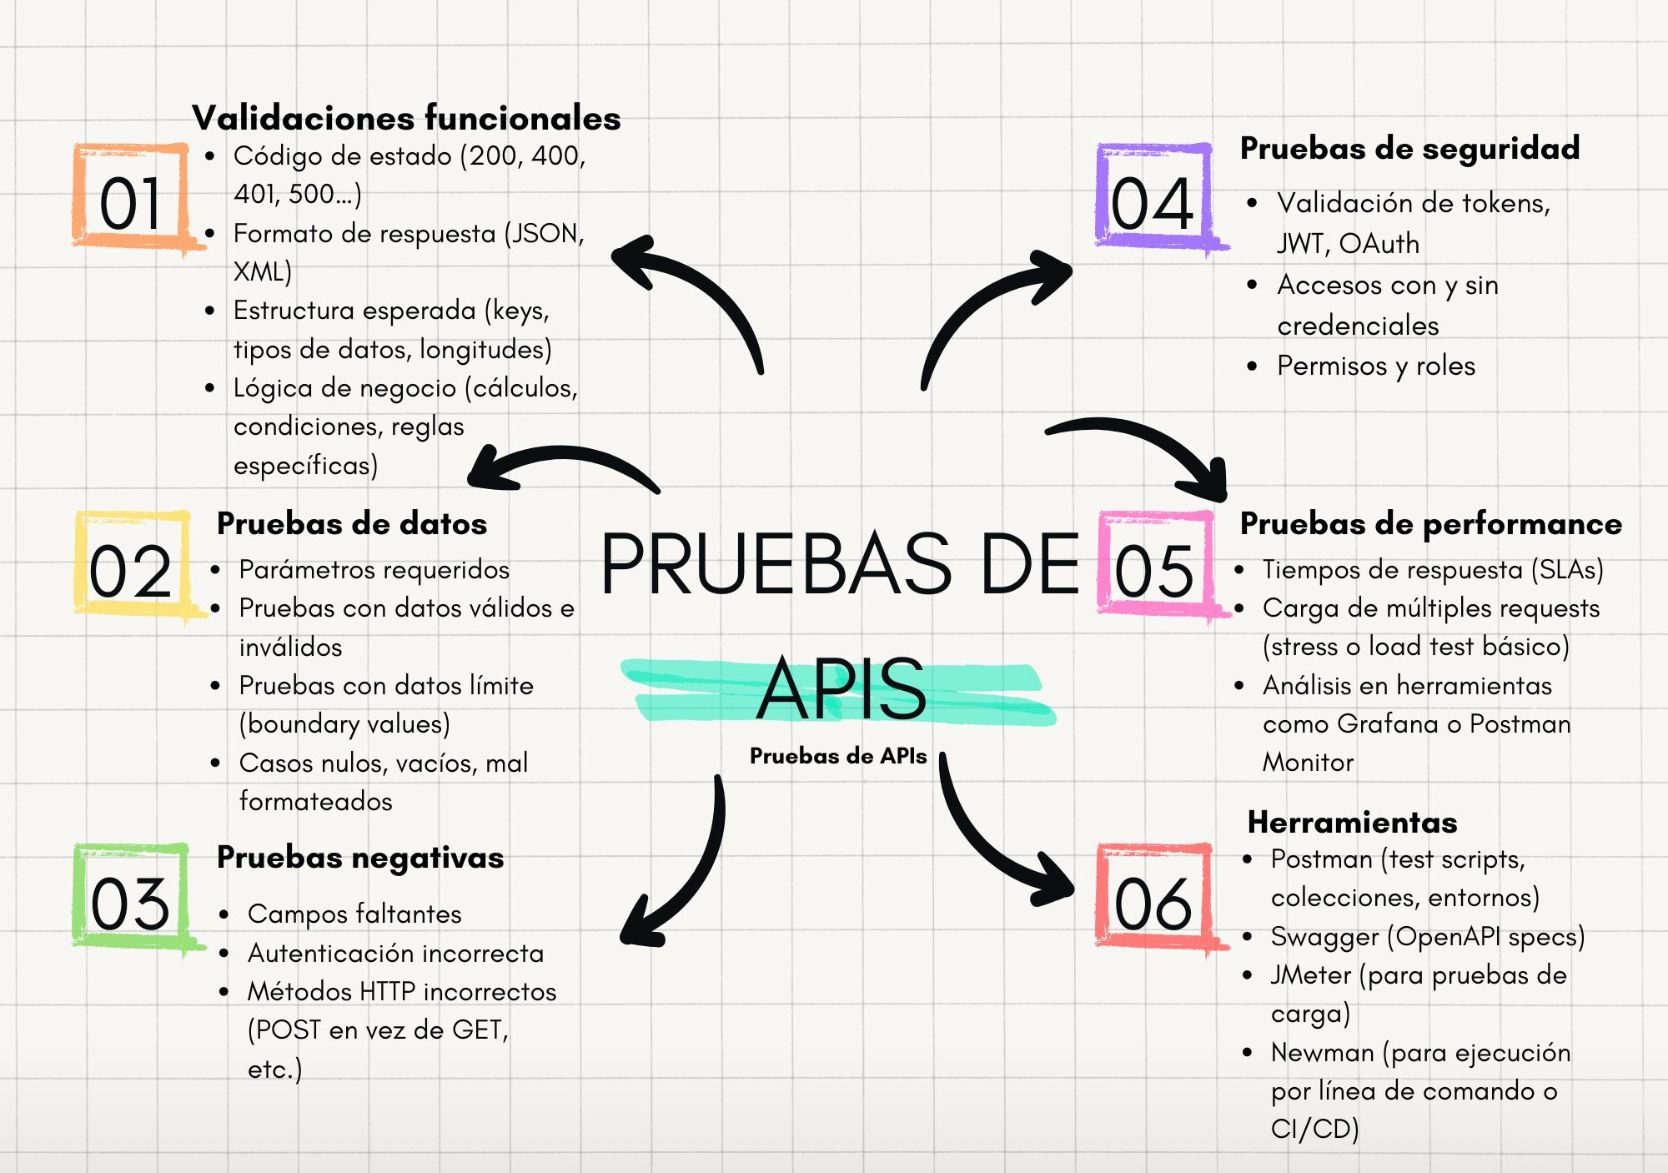 Validaciones funcionales
01
• Código de estado (200, 400,
401, 500...)
• Formato de respuesta (JSON,
XML)
• Estructura esperada (keys,
tipos de datos, longitudes)
• Lógica de negocio (cálculos,
condiciones, reglas
específicas)
02
Pruebas de datos
• Parámetros requeridos
• Pruebas con datos válidos e
inválidos
• Pruebas con datos límite
(boundary values)
• Casos nulos, vacíos, mal
formateados
03
Pruebas negativas
• Campos faltantes
• Autenticación incorrecta
• Métodos HTTP incorrectos
(POST en vez de GET,
etc.)
PRUEBAS DE
APIS
Pruebas de APIs
04
Pruebas de seguridad
• Validación de tokens,
JWT, OAuth
• Accesos con y sin
credenciales
• Permisos y roles
05
Pruebas de performance
• Tiempos de respuesta (SLAs)
• Carga de múltiples requests
(stress o load test básico)
• Análisis en herramientas
como Grafana o Postman
Monitor
06
Herramientas
• Postman (test scripts,
colecciones, entornos)
• Swagger (OpenAPI specs)
• JMeter (para pruebas de
carga)
• Newman (para ejecución
por línea de comando o
CI/CD)